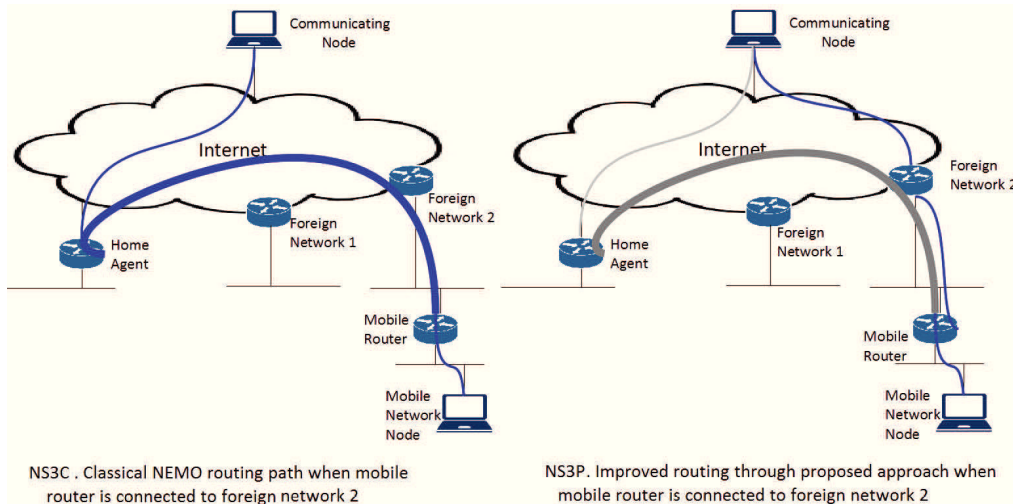 Communicating
Node
Internet
Foreign
Network 2
Foreign
Network 1
Home
Agent
Mobile
Router
Mobile
Network
Node
NS3C . Classical NEMO routing path when mobile
router is connected to foreign network 2
Communicating
Node
Internet
Foreign
Network 2
Foreign
Network 1
Home
Agent
Mobile
Router
Mobile
Network
Node
NS3P. Improved routing through proposed approach when
mobile router is connected to foreign network 2